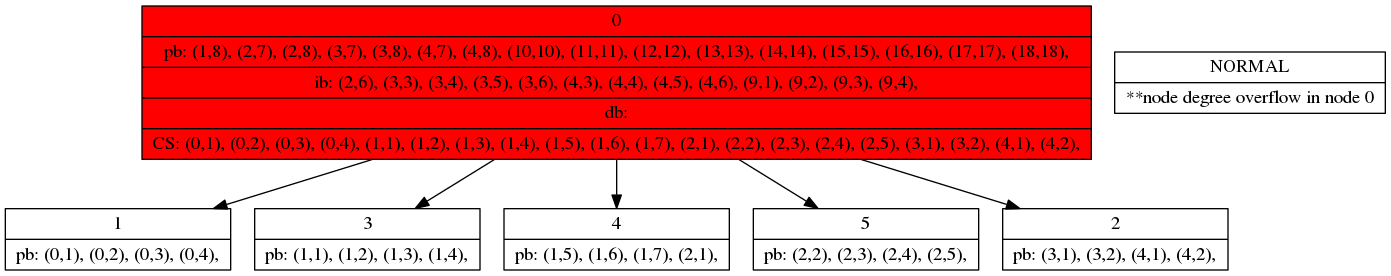 0
pb: (1,8), (2,7), (2,8), (3,7), (3,8), (4,7), (4,8), (10,10), (11,11), (12,12), (13,13), (14,14), (15,15), (16,16), (17,17), (18,18),
ib: (2,6), (3,3), (3,4), (3,5), (3,6), (4,3), (4,4), (4,5), (4,6), (9,1), (9,2), (9,3), (9,4),
db:
CS: (0,1), (0,2), (0,3), (0,4), (1,1), (1,2), (1,3), (1,4), (1,5), (1,6), (1,7), (2,1), (2,2), (2,3), (2,4), (2,5), (3,1), (3,2), (4,1), (4,2),
NORMAL
**node degree overflow in node 0
1
pb: (0,1), (0,2), (0,3), (0,4),
3
pb: (1,1), (1,2), (1,3), (1,4),
4
pb: (1,5), (1,6), (1,7), (2,1),
5
pb: (2,2), (2,3), (2,4), (2,5),
2
pb: (3,1), (3,2), (4,1), (4,2),